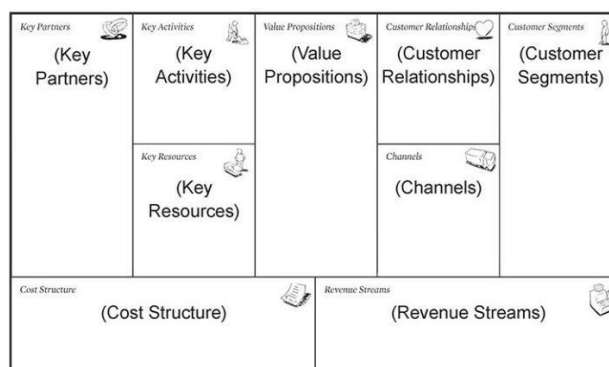 Key Partners
(Key
Partners)
Key Activities
(Key
Activities)
Value Propositions
(Value
Propositions)
Customer Relationships
(Customer
Relationships)
Customer Segments
(Customer
Segments)
Key Resources
(Key
Resources)
Channels
(Channels)
Cost Structure
(Cost Structure)
Revenue Streams
(Revenue Streams)